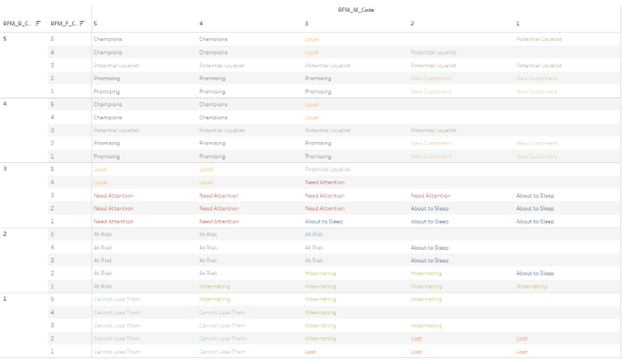 RFM_M_Code
RFM_R_C.. RFM_F_C.. 5 4 3 2 1
5 5 Champions Champions Loyal Potential Loyalist
4 Champions Champions Loyal Potential Loyalist
3 Potential Loyalist Potential Loyalist Potential Loyalist Potential Loyalist Potential Loyalist
2 Promising Promising Promising New Customers New Customers
1 Promising Promising Promising New Customers New Customers
4 5 Champions Champions Loyal
4 Champions Champions Loyal
3 Potential Loyalist Potential Loyalist Potential Loyalist Potential Loyalist
2 Promising Promising Promising New Customers New Customers
1 Promising Promising Promising New Customers New Customers
3 5 Loyal Loyal Potential Loyalist
4 Loyal Loyal Need Attention
3 Need Attention Need Attention Need Attention Need Attention About to Sleep
2 Need Attention Need Attention Need Attention About to Sleep About to Sleep
1 Need Attention Need Attention About to Sleep About to Sleep About to Sleep
2 5 At Risk At Risk At Risk
4 At Risk At Risk At Risk About to Sleep
3 At Risk At Risk At Risk About to Sleep
2 At Risk At Risk Hibernating Hibernating About to Sleep
1 At Risk Hibernating Hibernating Hibernating Hibernating
1 5 Cannot Lose Them Hibernating Hibernating Hibernating
4 Cannot Lose Them Cannot Lose Them Hibernating
3 Cannot Lose Them Cannot Lose Them Hibernating Hibernating
2 Cannot Lose Them Cannot Lose Them Hibernating Lost Lost
1 Cannot Lose Them Cannot Lose Them Lost Lost Lost